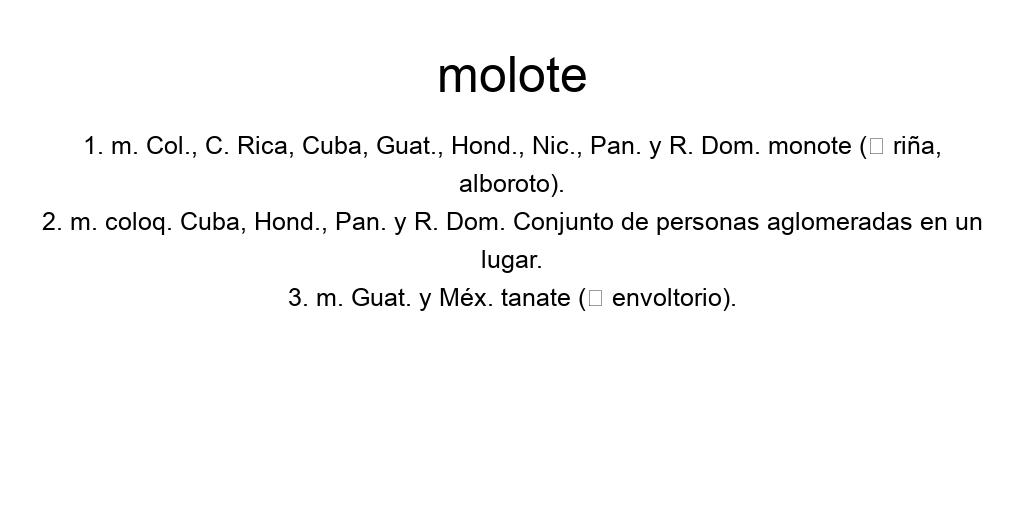 molote
1. m. Col., C. Rica, Cuba, Guat., Hond., Nic., Pan. y R. Dom. monote (□ riña,
alboroto).
2. m. coloq. Cuba, Hond., Pan. y R. Dom. Conjunto de personas aglomeradas en un
lugar.
3. m. Guat. y Méx. tanate (□ envoltorio).